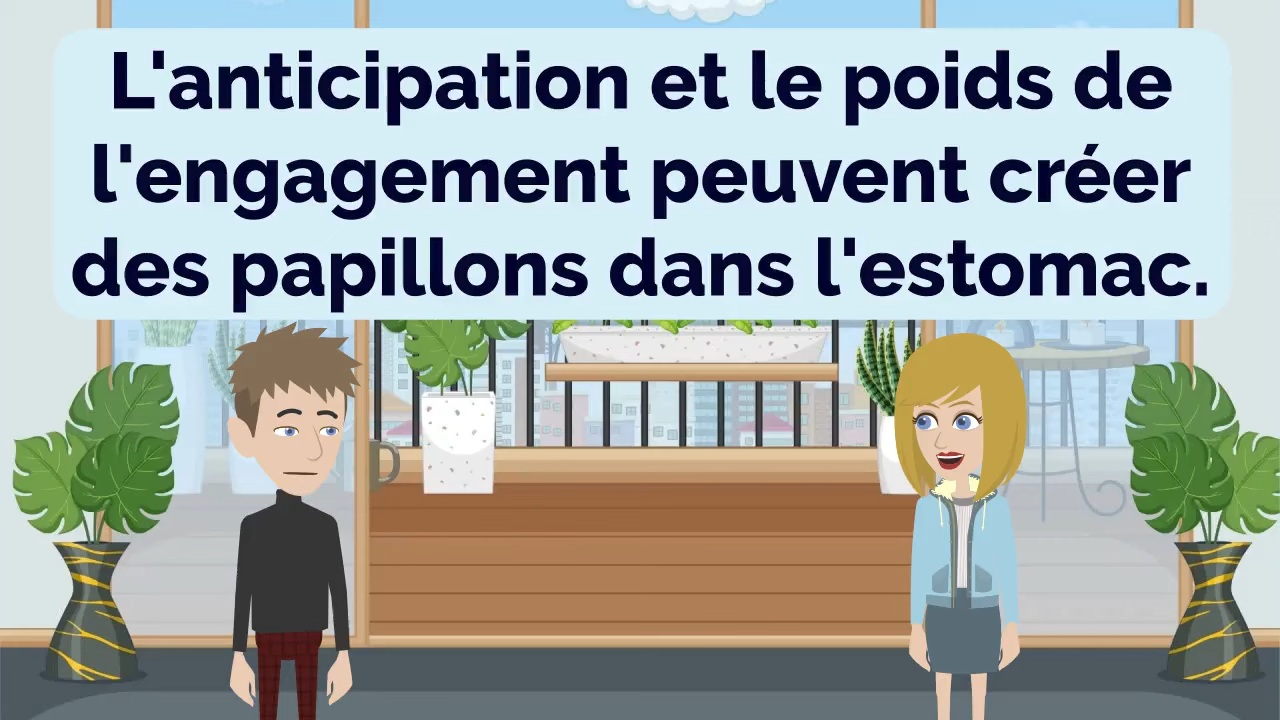 L'anticipation et le poids de
l'engagement peuvent créer
des papillons dans l'estomac.